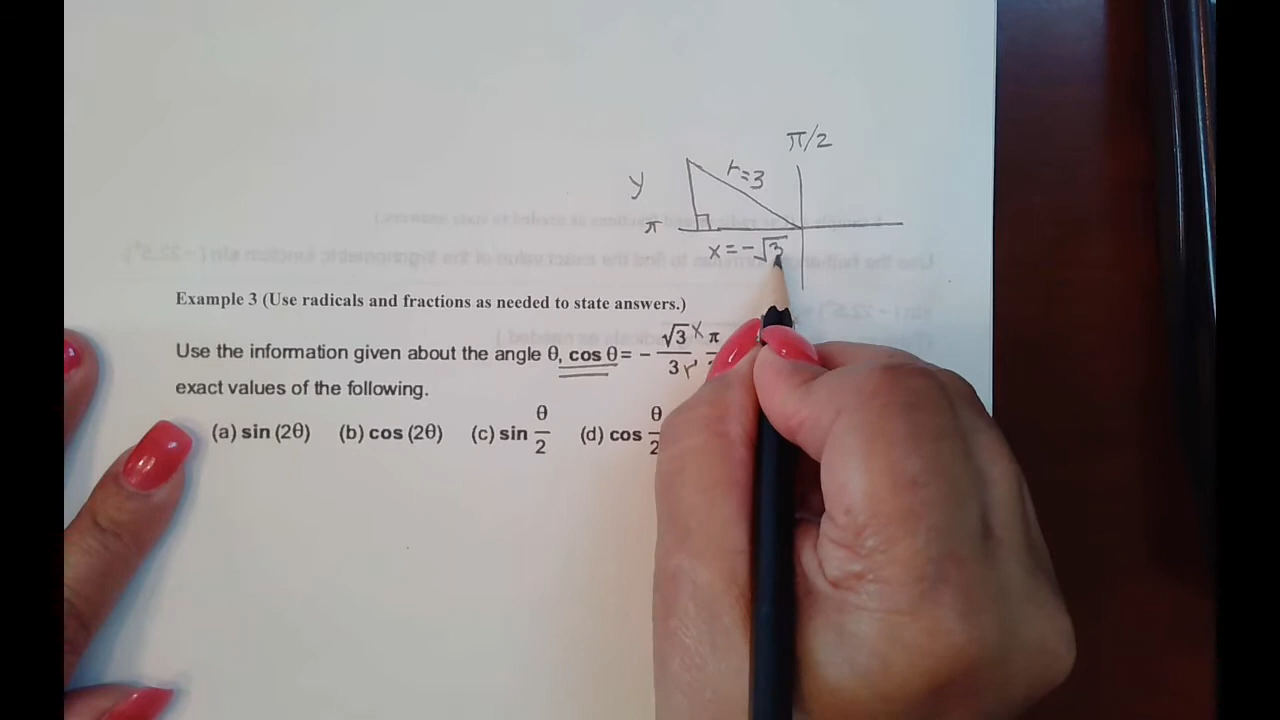 π/2
r=3
y
π
x=-√3
Example 3 (Use radicals and fractions as needed to state answers.)
Use the information given about the angle θ, cos θ = - √3/3 x r π
exact values of the following.
(a) sin (2θ) (b) cos (2θ) (c) sin θ/2 (d) cos θ/2